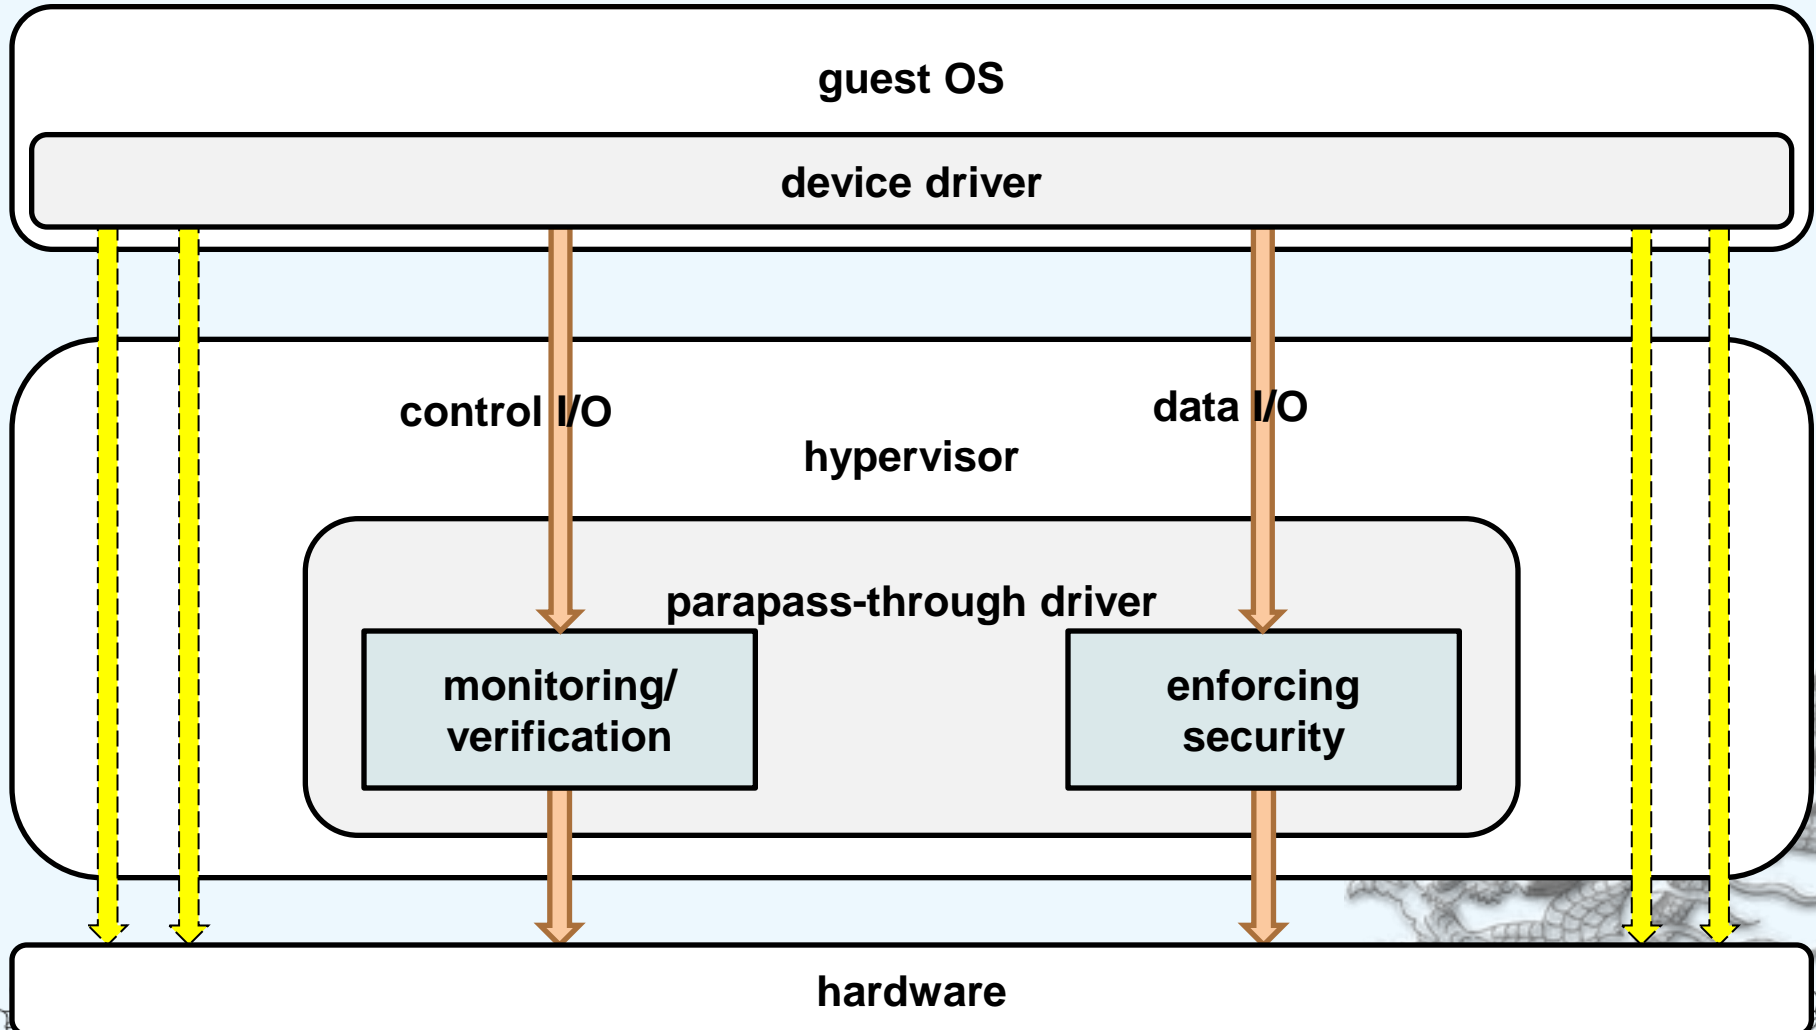 guest OS
device driver
control I/O
data I/O
hypervisor
parapass-through driver
monitoring/
verification
enforcing
security
hardware